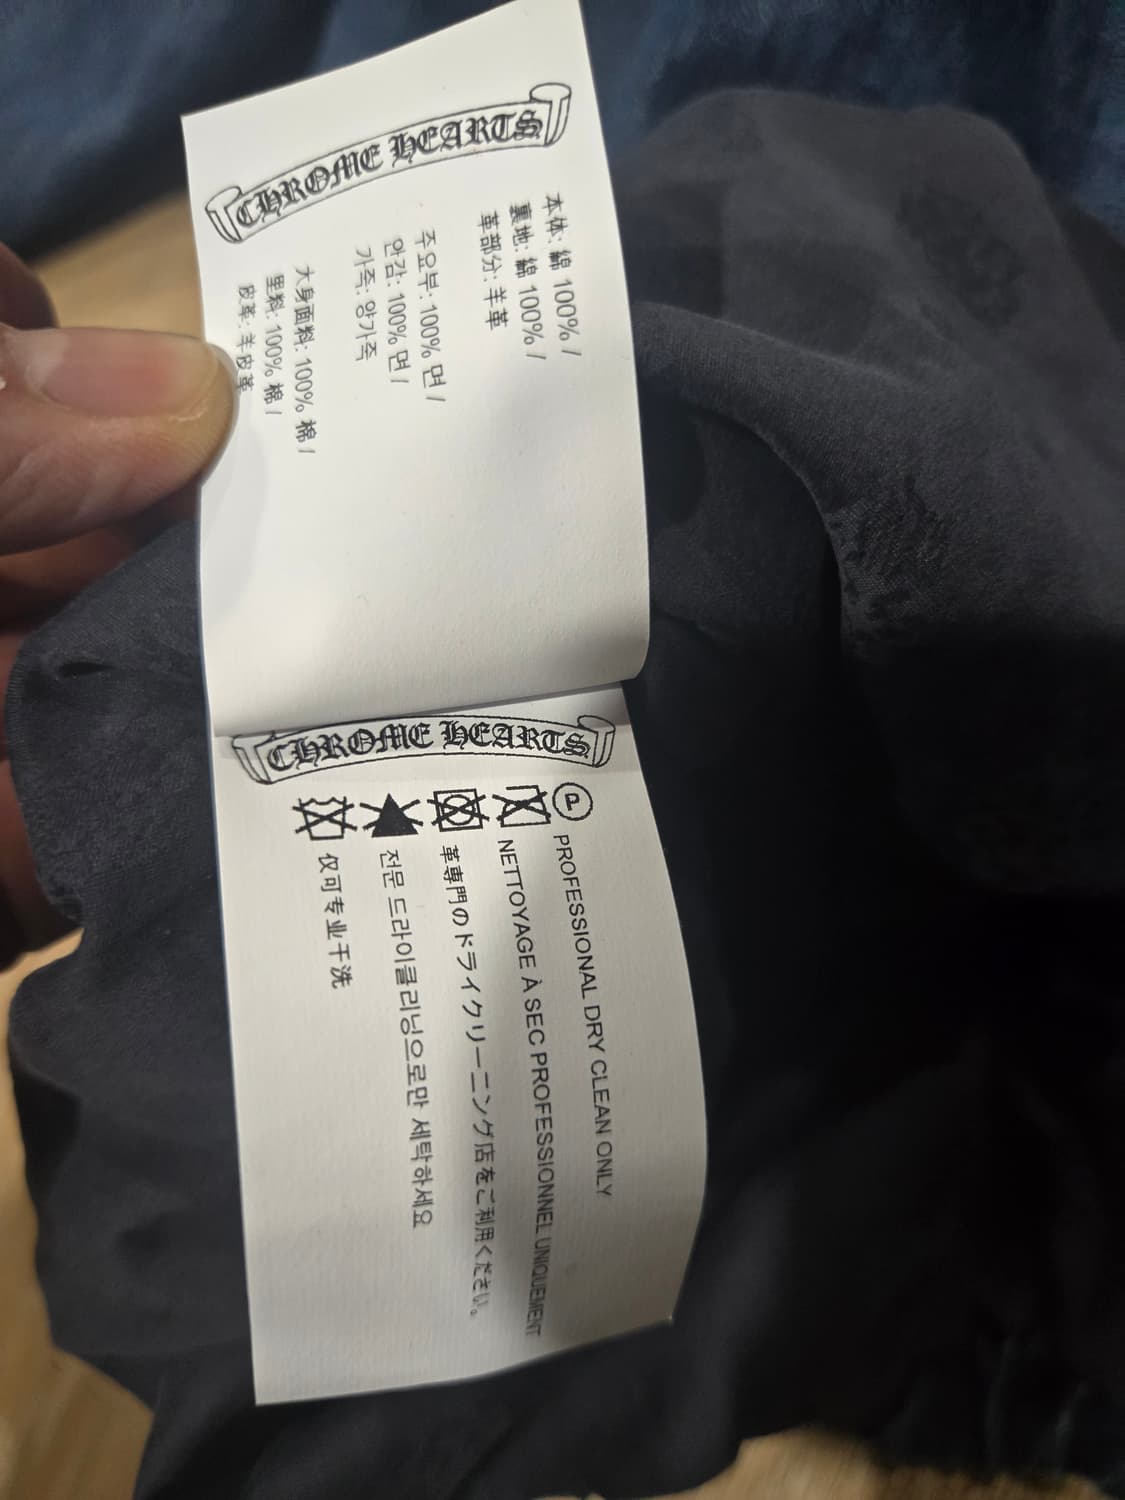 CHROME HEARTS
本体: 綿 100% /
裏地: 綿 100% /
革部分: 羊革
주요부: 100% 면 /
안감: 100% 면 /
가죽: 양가죽
大身面料: 100% 棉 /
里料: 100% 棉 /
皮革: 羊皮革
CHROME HEARTS
P PROFESSIONAL DRY CLEAN ONLY
NETTOYAGE À SEC PROFESSIONNEL UNIQUEMENT
革専門のドライクリーニング店をご利用ください。
전문 드라이클리닝으로만 세탁하세요
仅可专业干洗